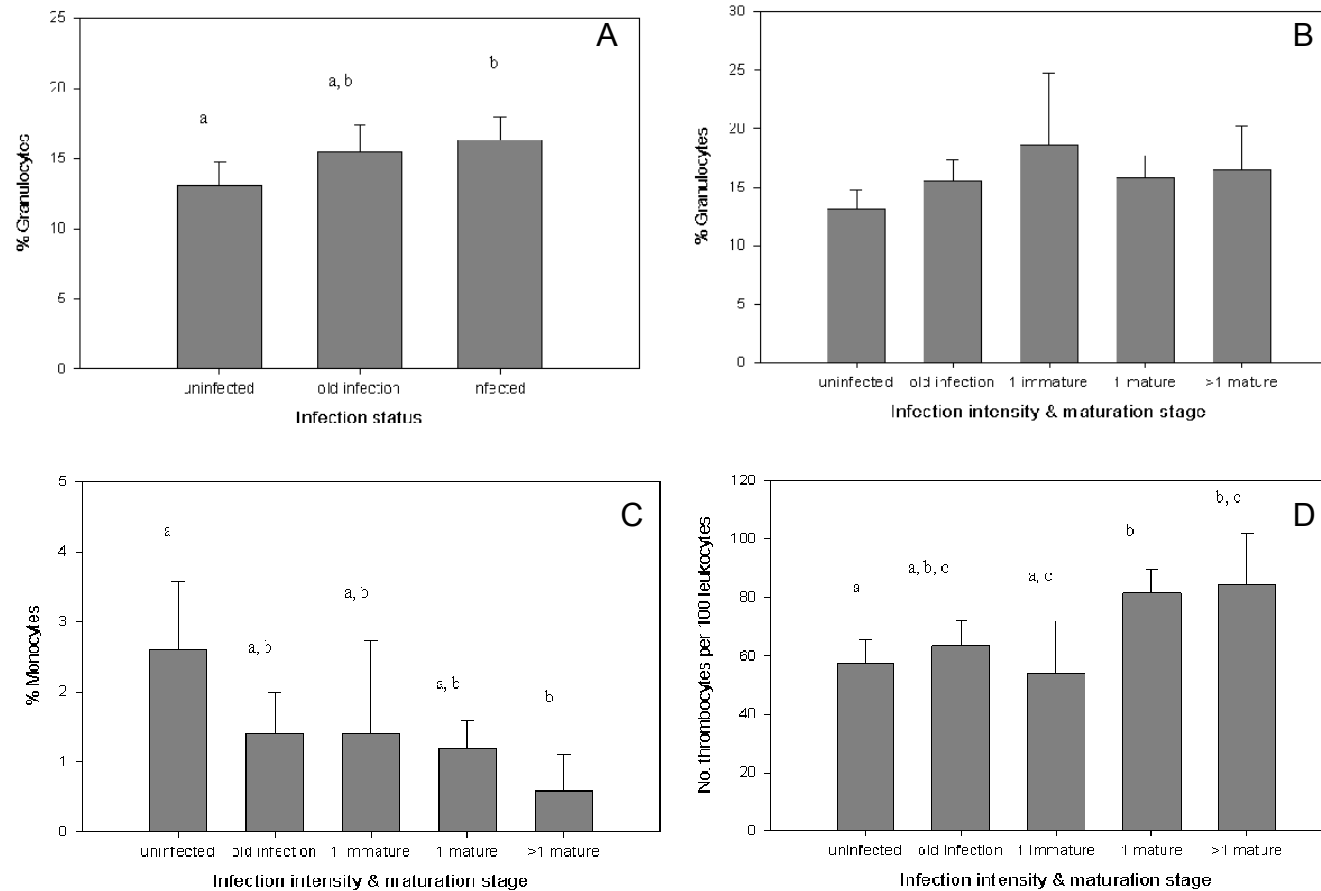 A
% Granulocytes
25
20
15
10
5
0
a
a, b
b
uninfected old infection infected
Infection status
B
% Granulocytes
30
25
20
15
10
5
0
uninfected old infection 1 immature 1 mature >1 mature
Infection intensity & maturation stage
C
% Monocytes
5
4
3
2
1
0
a
a, b
a, b
a, b
b
uninfected old infection 1 immature 1 mature >1 mature
Infection intensity & maturation stage
D
No. thrombocytes per 100 leukocytes
120
100
80
60
40
20
0
a
a, b, c
a, c
b
b, c
uninfected old infection 1 immature 1 mature >1 mature
Infection intensity & maturation stage